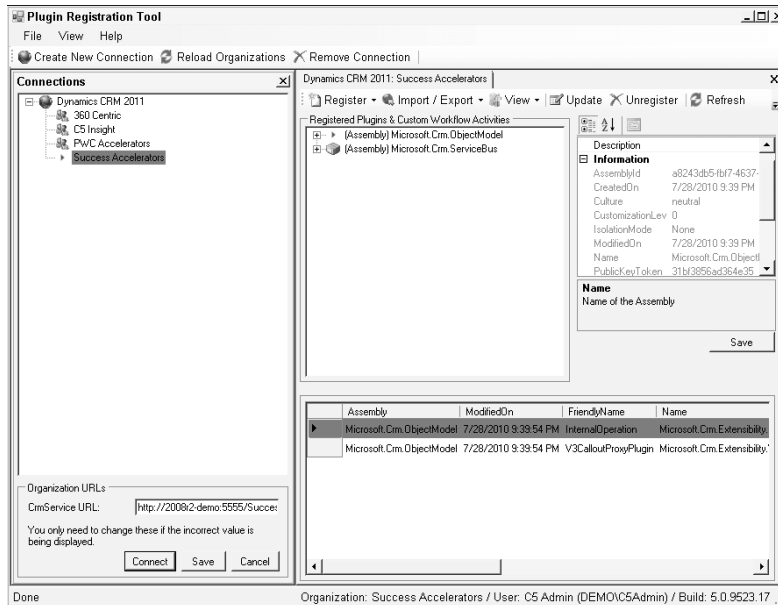 Plugin Registration Tool
File View Help
Create New Connection Reload Organizations Remove Connection
Connections
Dynamics CRM 2011
360 Centric
C5 Insight
PWC Accelerators
Success Accelerators
Organization URLs
CrmService URL: http://2008r2-demo:5555/Succes
You only need to change these if the incorrect value is
being displayed.
Connect Save Cancel
Dynamics CRM 2011: Success Accelerators
Register Import / Export View Update Unregister Refresh
Registered Plugins & Custom Workflow Activities
(Assembly) Microsoft.Crm.ObjectModel
(Assembly) Microsoft.Crm.ServiceBus
Description
Information
AssemblyId a8243db5-fbf7-4637-
CreatedOn 7/28/2010 9:39 PM
Culture neutral
CustomizationLev 0
IsolationMode None
ModifiedOn 7/28/2010 9:39 PM
Name Microsoft.Crm.Object
PublicKeyToken 31bf3856ad364e35
Name
Name of the Assembly
Save
Assembly ModifiedOn FriendlyName Name
Microsoft.Crm.ObjectModel 7/28/2010 9:39:54 PM InternalOperation Microsoft.Crm.Extensibility.
Microsoft.Crm.ObjectModel 7/28/2010 9:39:54 PM V3CalloutProxyPlugin Microsoft.Crm.Extensibility.
Done
Organization: Success Accelerators / User: C5 Admin (DEMO\C5Admin) / Build: 5.0.9523.17